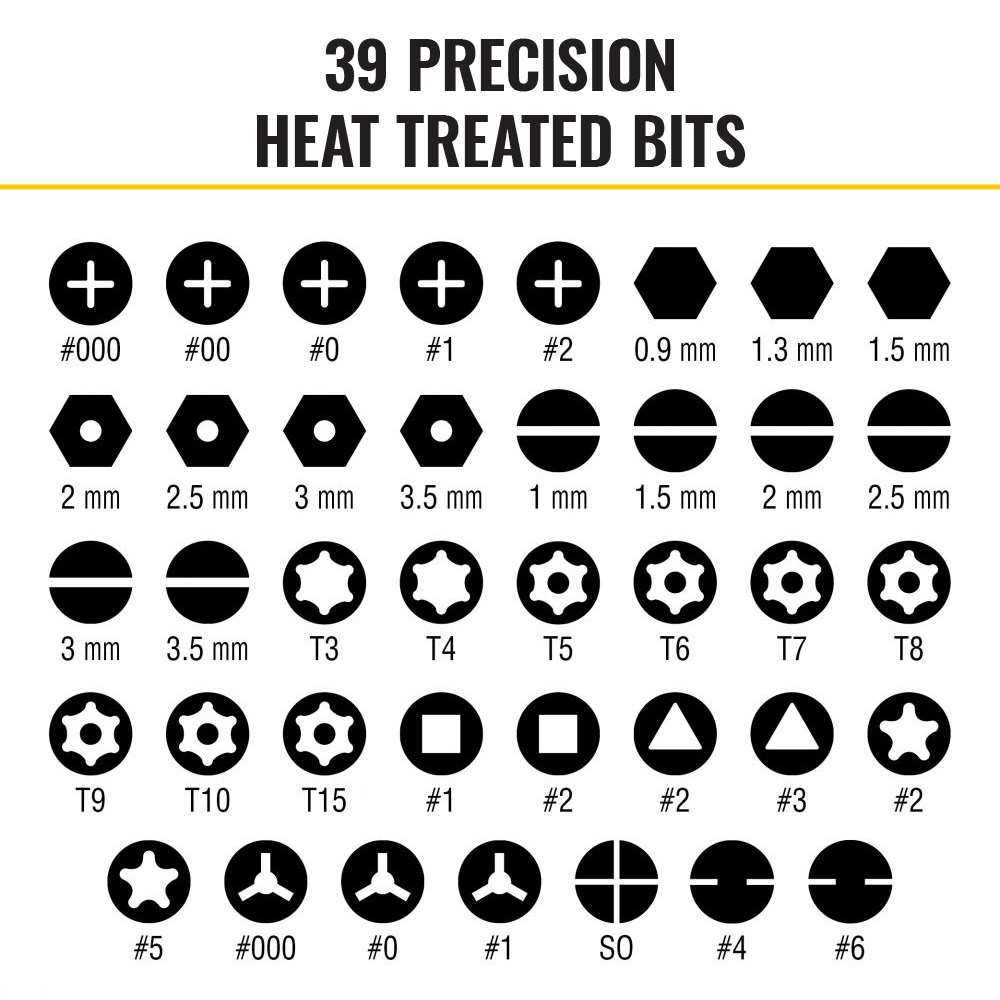 39 PRECISION
HEAT TREATED BITS
#000 #00 #0 #1 #2 0.9 mm 1.3 mm 1.5 mm
2 mm 2.5 mm 3 mm 3.5 mm 1 mm 1.5 mm 2 mm 2.5 mm
3 mm 3.5 mm T3 T4 T5 T6 T7 T8
T9 T10 T15 #1 #2 #2 #3 #2
#5 #000 #0 #1 SO #4 #6